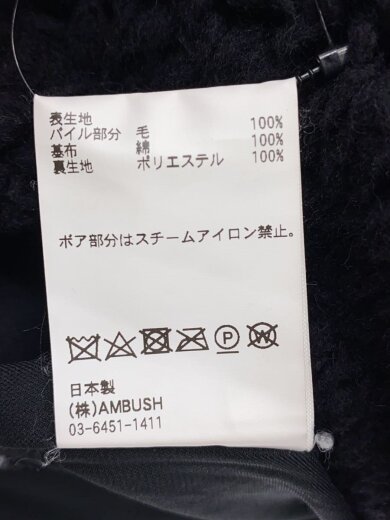 表生地
パイル部分 毛 100%
基布 綿 100%
裏生地 ポリエステル 100%
ボア部分はスチームアイロン禁止。
P W
日本製
(株)AMBUSH
03-6451-1411